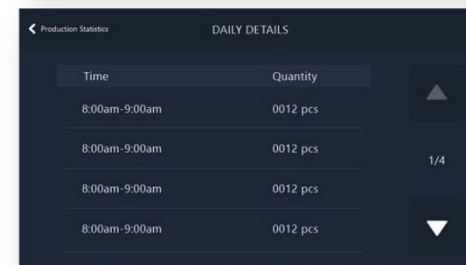 Production Statistics
DAILY DETAILS
Time Quantity
8:00am-9:00am 0012 pcs
8:00am-9:00am 0012 pcs
1/4
8:00am-9:00am 0012 pcs
8:00am-9:00am 0012 pcs